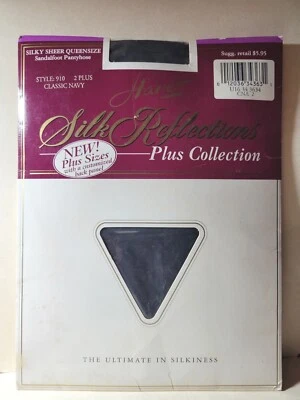 SILKY SHEER QUEENSIZE
Sandalfoot Pantyhose
STYLE: 910 2 PLUS
CLASSIC NAVY
Sugg. retail $5.95
Hanes
Silk Reflections
Plus Collection
NEW!
Plus Sizes
with a customized
back panel
THE ULTIMATE IN SILKINESS